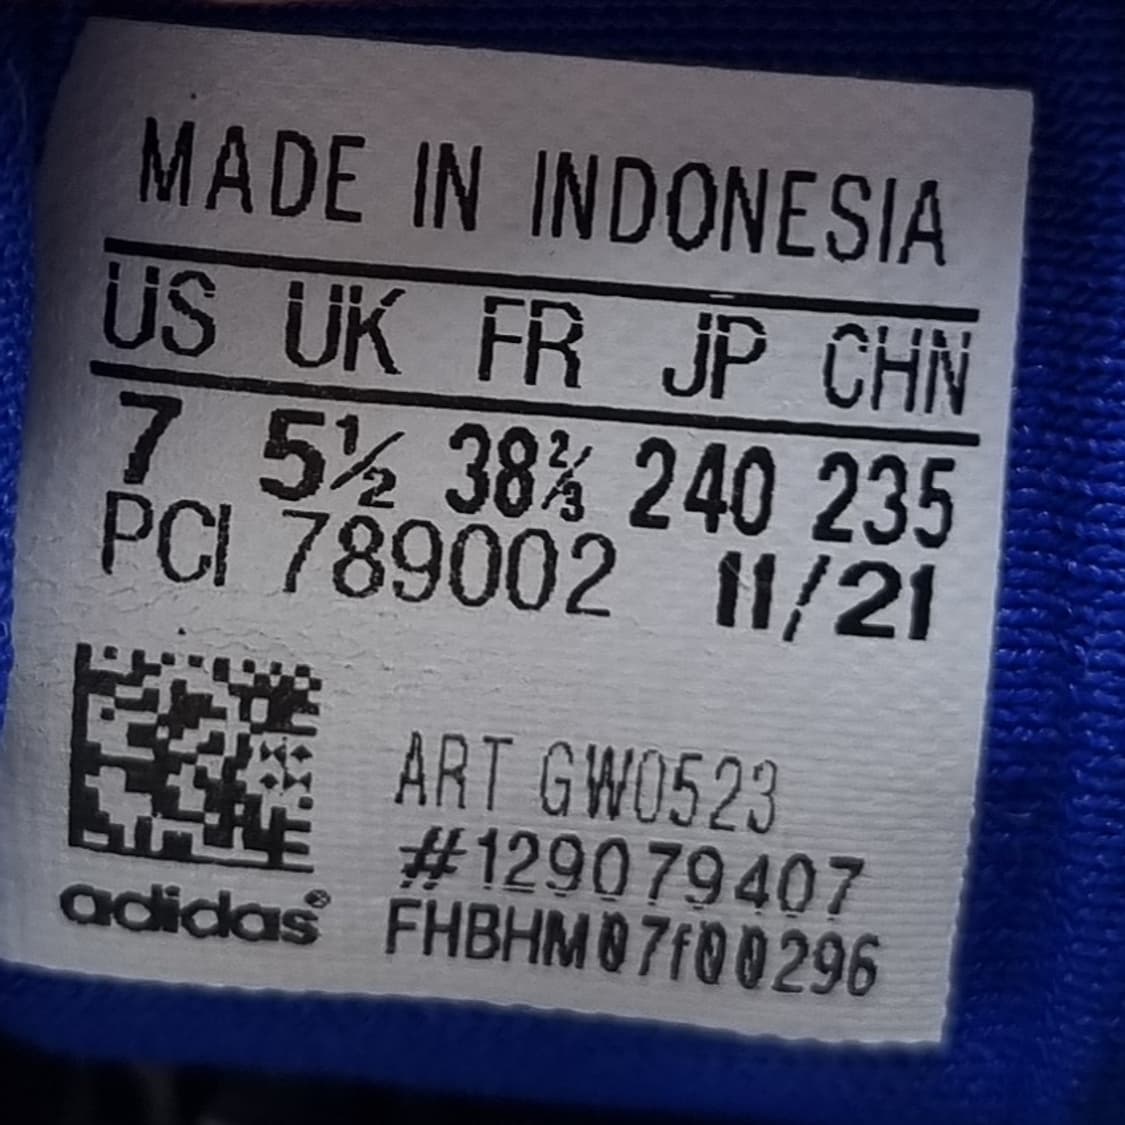 MADE IN INDONESIA
US UK FR JP CHN
7 5½ 38⅔ 240 235
PCI 789002 11/21
ART GW0523
#129079407
adidas® FHBHM07f00296